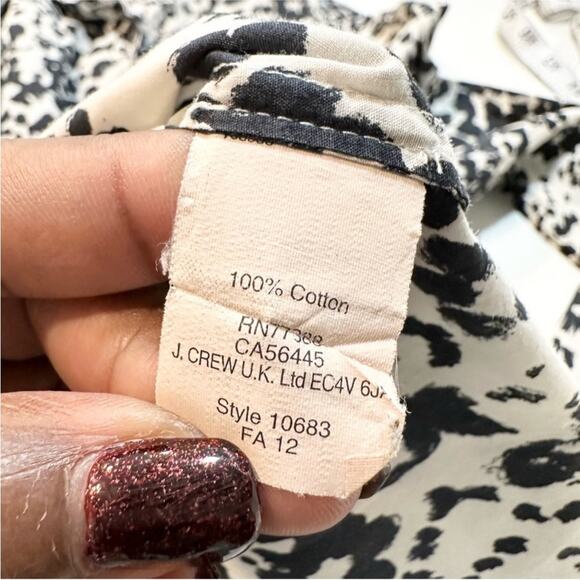 100% Cotton
RN77388
CA56445
J. CREW U.K. Ltd EC4V 6JA
Style 10683
FA 12